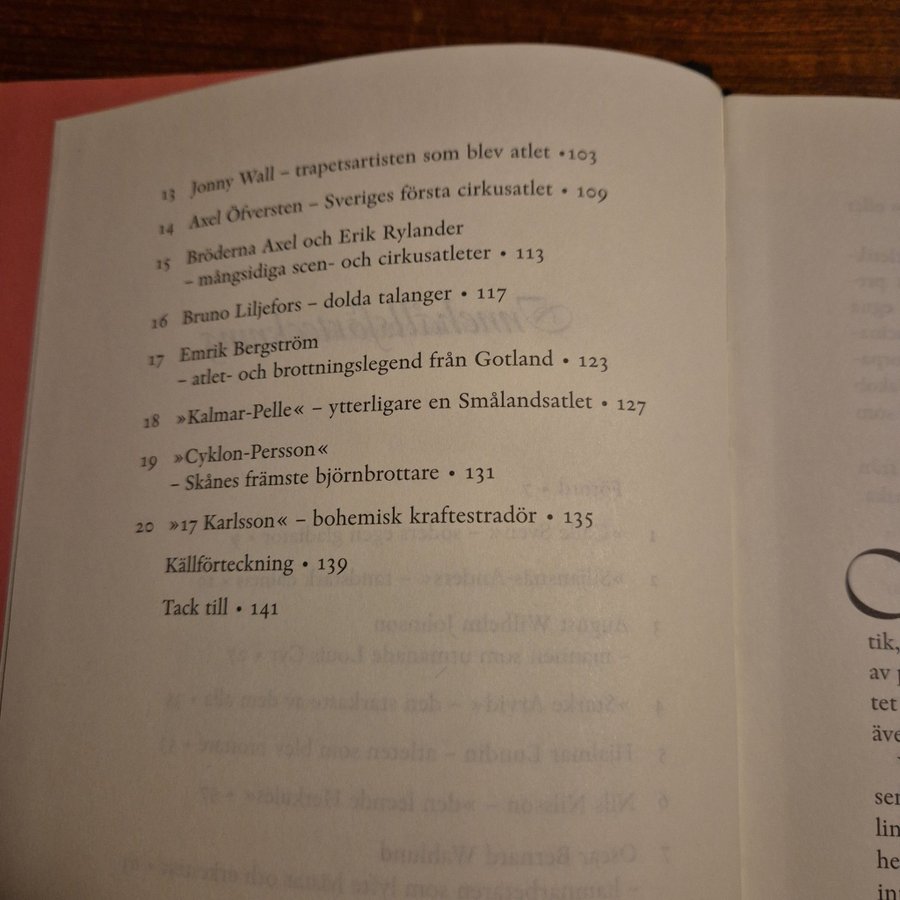 13 Jonny Wall – trapetsartisten som blev atlet • 103
14 Axel Öfversten – Sveriges första cirkusatlet • 109
15 Bröderna Axel och Erik Rylander
– mångsidiga scen- och cirkusatleter • 113
16 Bruno Liljefors – dolda talanger • 117
17 Emrik Bergström
– atlet- och brottningslegend från Gotland • 123
18 »Kalmar-Pelle« – ytterligare en Smålandsatlet • 127
19 »Cyklon-Persson«
– Skånes främste björnbrottare • 131
20 »17 Karlsson« – bohemisk kraftestradör • 135
Källförteckning • 139
Tack till • 141
tik,
av
tet